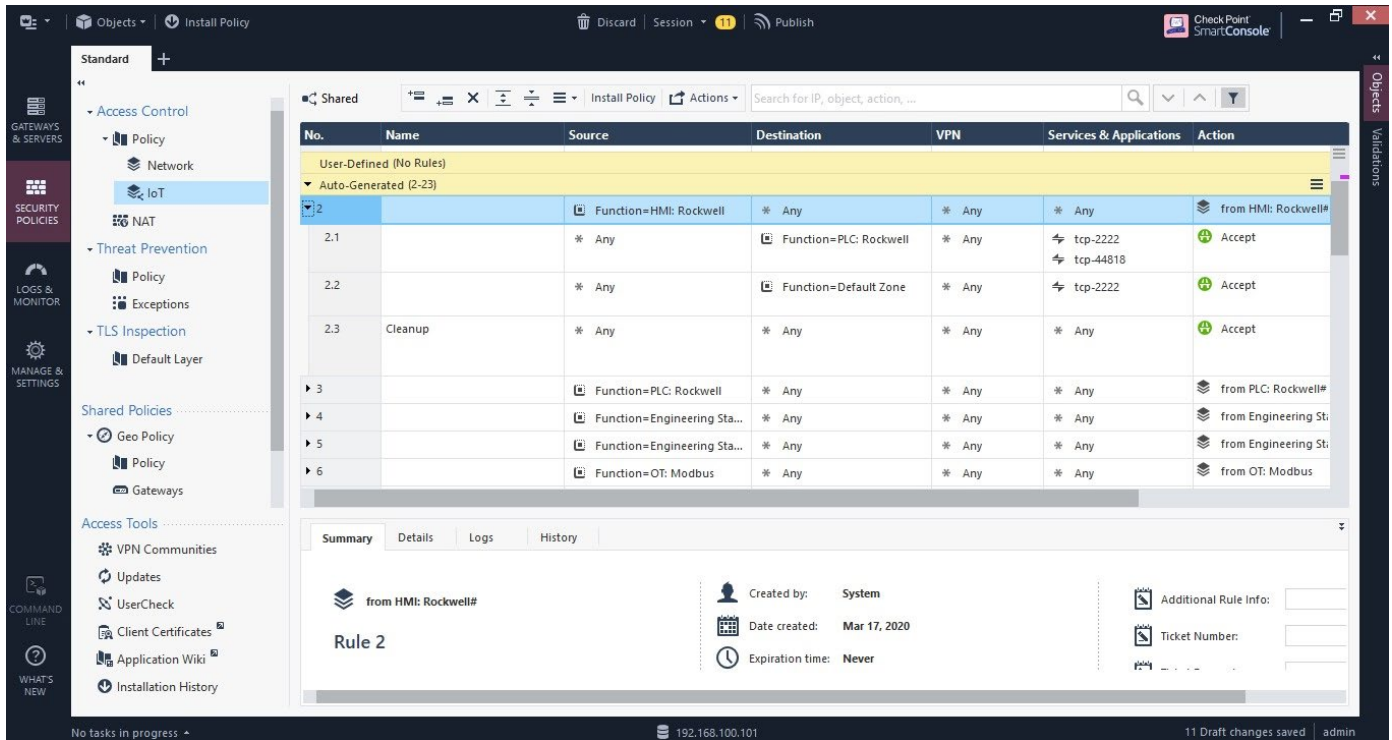 Objects
Install Policy
Discard
Session
11
Publish
Check Point
SmartConsole
Standard
GATEWAYS
& SERVERS
SECURITY
POLICIES
LOGS &
MONITOR
MANAGE &
SETTINGS
COMMAND
LINE
WHAT'S
NEW
Access Control
Policy
Network
IoT
NAT
Threat Prevention
Policy
Exceptions
TLS Inspection
Default Layer
Shared Policies
Geo Policy
Policy
Gateways
Access Tools
VPN Communities
Updates
UserCheck
Client Certificates
Application Wiki
Installation History
Shared
Install Policy
Actions
Search for IP, object, action, ...
No. Name Source Destination VPN Services & Applications Action
User-Defined (No Rules)
Auto-Generated (2-23)
2 Function=HMI: Rockwell * Any * Any * Any from HMI: Rockwell#
2.1 * Any Function=PLC: Rockwell * Any tcp-2222 Accept
tcp-44818
2.2 * Any Function=Default Zone * Any tcp-2222 Accept
2.3 Cleanup * Any * Any * Any * Any Accept
3 Function=PLC: Rockwell * Any * Any * Any from PLC: Rockwell#
4 Function=Engineering Sta... * Any * Any * Any from Engineering Sta
5 Function=Engineering Sta... * Any * Any * Any from Engineering Sta
6 Function=OT: Modbus * Any * Any * Any from OT: Modbus
Summary Details Logs History
from HMI: Rockwell#
Rule 2
Created by: System
Date created: Mar 17, 2020
Expiration time: Never
Additional Rule Info:
Ticket Number:
Objects
Validations
No tasks in progress
192.168.100.101
11 Draft changes saved
admin